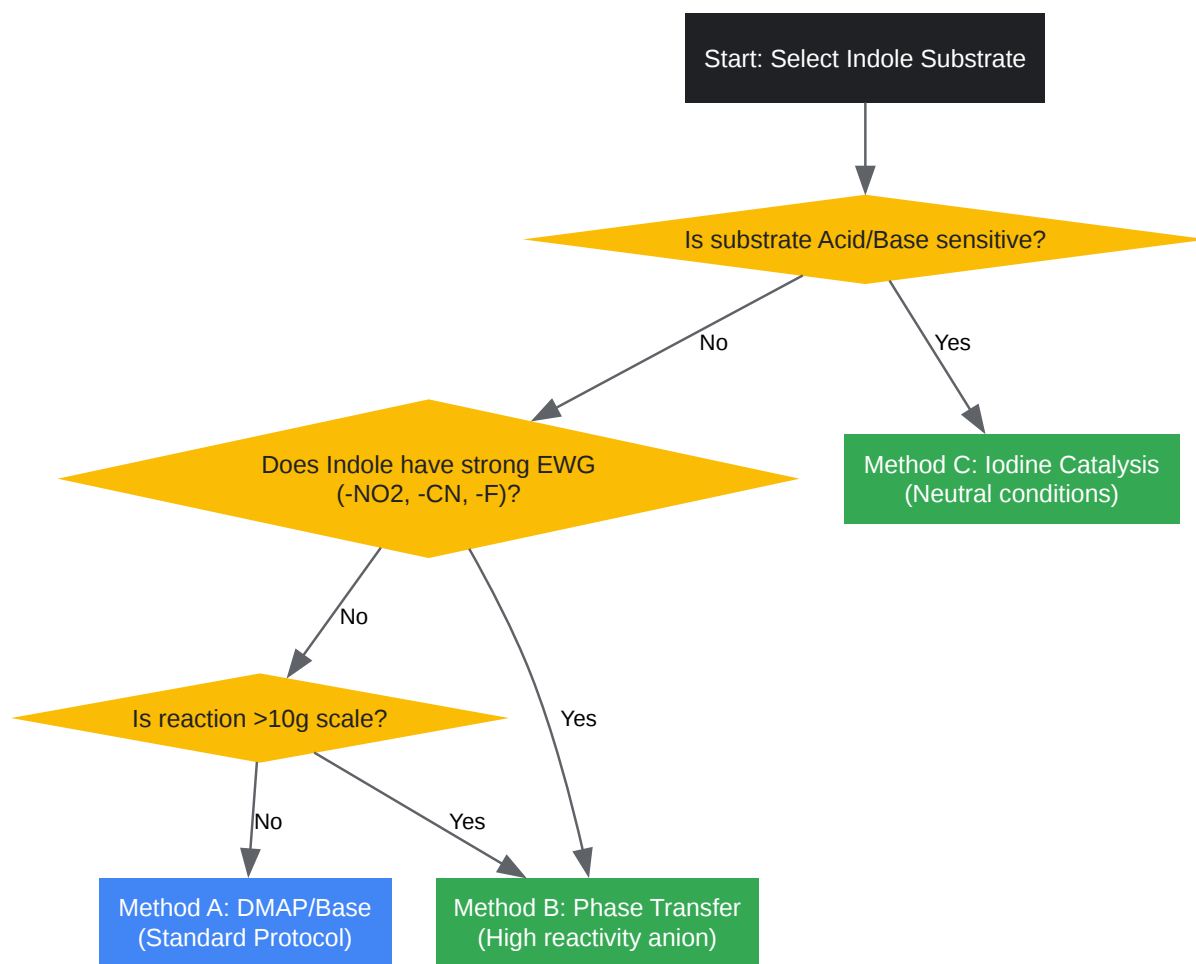 Start: Select Indole Substrate
Is substrate Acid/Base sensitive?
No
Yes
Does Indole have strong EWG
(-NO2, -CN, -F)?
Method C: Iodine Catalysis
(Neutral conditions)
No
Is reaction >10g scale?
Yes
No
Yes
Method A: DMAP/Base
(Standard Protocol)
Method B: Phase Transfer
(High reactivity anion)